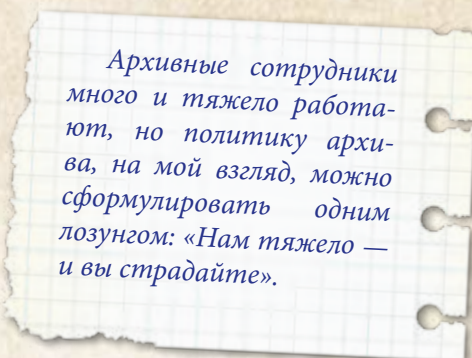 Архивные сотрудники
много и тяжело работа-
ют, но политику архи-
ва, на мой взгляд, можно
сформулировать одним
лозунгом: «Нам тяжело —
и вы страдайте».